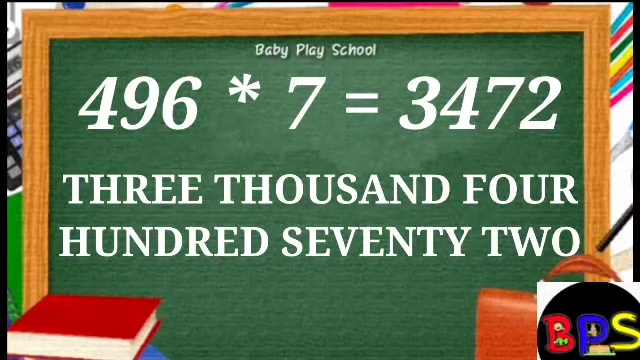 Baby Play School
496 * 7 = 3472
THREE THOUSAND FOUR
HUNDRED SEVENTY TWO
BPS